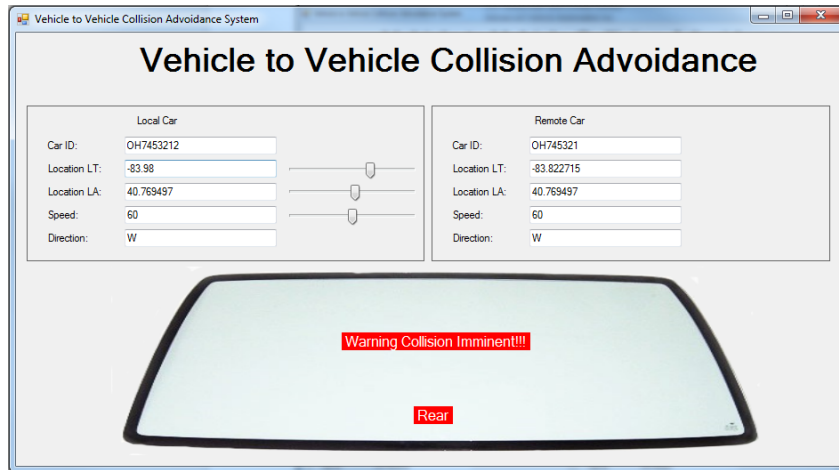 Vehicle to Vehicle Collision Advoidance System
Vehicle to Vehicle Collision Advoidance
Local Car
Car ID: OH7453212
Location LT: -83.98
Location LA: 40.769497
Speed: 60
Direction: W
Remote Car
Car ID: OH745321
Location LT: -83.822715
Location LA: 40.769497
Speed: 60
Direction: W
Warning Collision Imminent!!!
Rear